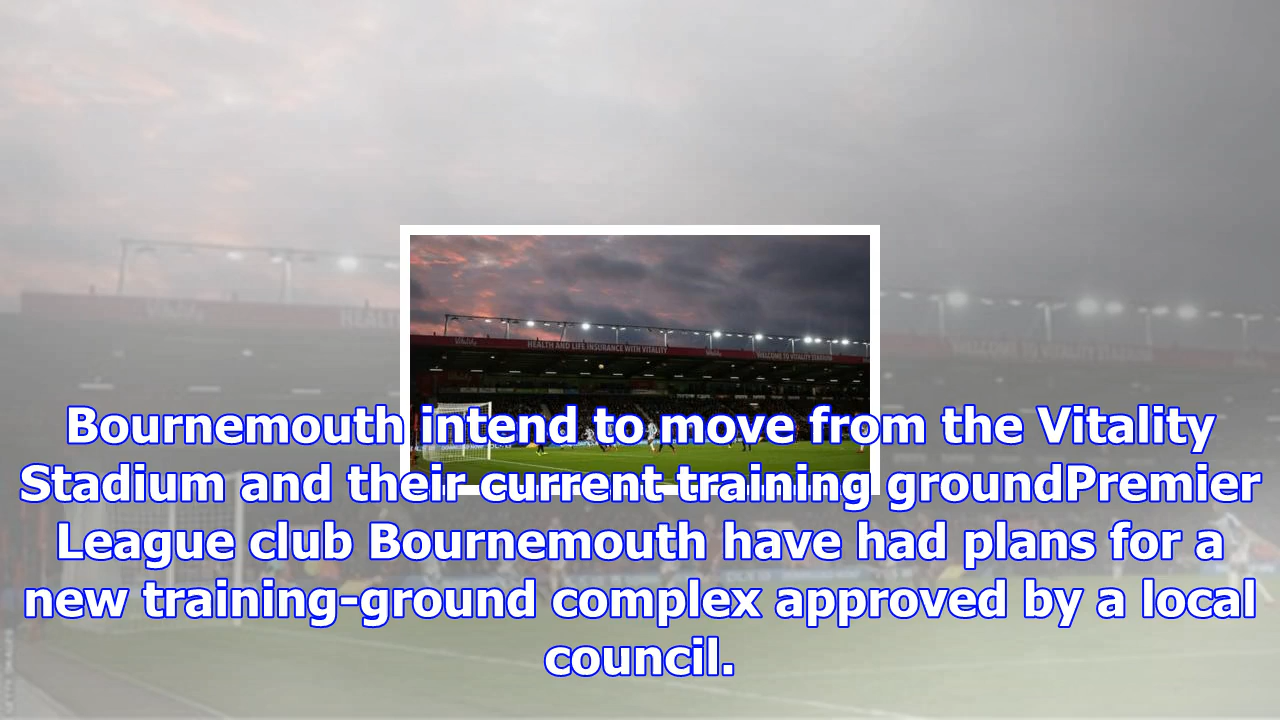 HEALTH AND LIFE INSURANCE WITH VITALITY
WELCOME TO VITALITY STADIUM
Bournemouth intend to move from the Vitality
Stadium and their current training groundPremier
League club Bournemouth have had plans for a
new training-ground complex approved by a local
council.